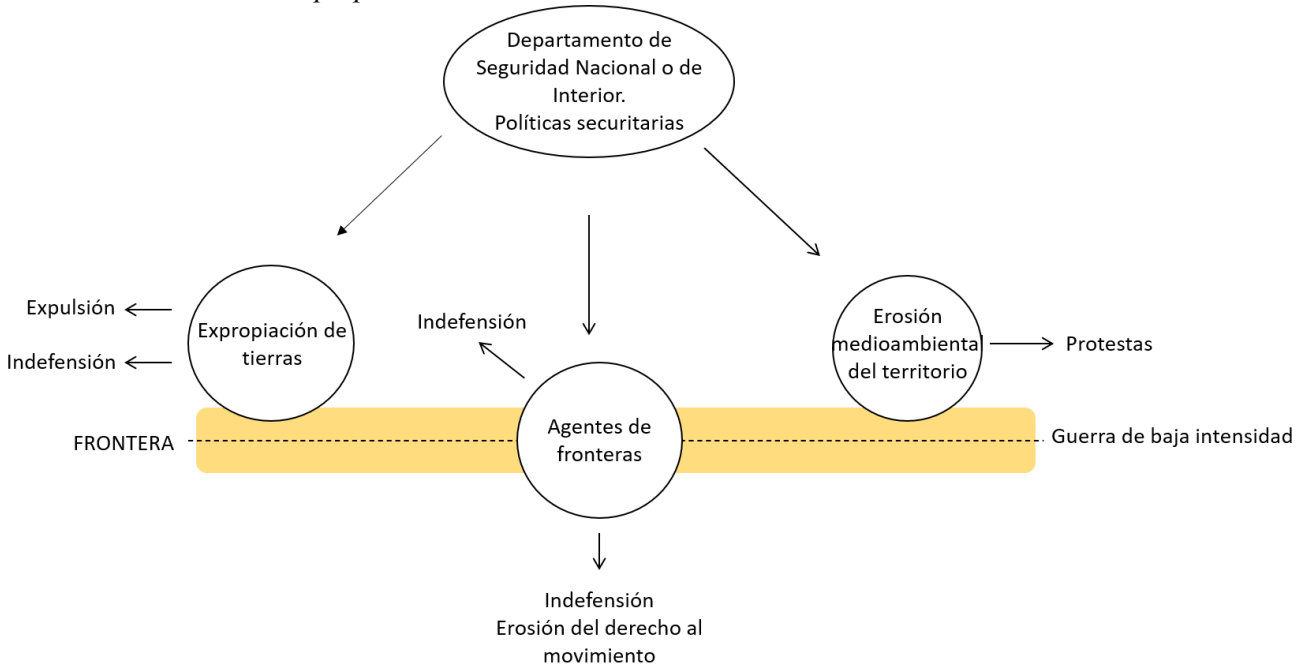 Departamento de
Seguridad Nacional o de
Interior.
Políticas securitarias
Expulsión
Indefensión
Expropiación de
tierras
Indefensión
Erosión
medioambiental
del territorio
Protestas
FRONTERA
Agentes de
fronteras
Guerra de baja intensidad
Indefensión
Erosión del derecho al
movimiento